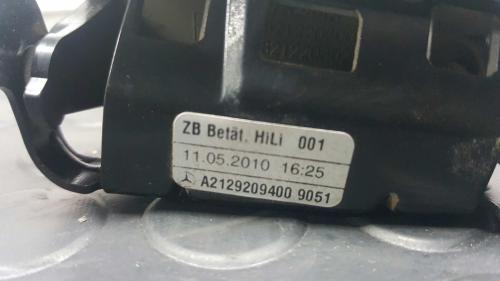 ZB Betät. HiLi 001
11.05.2010 16:25
A2129209400 9051